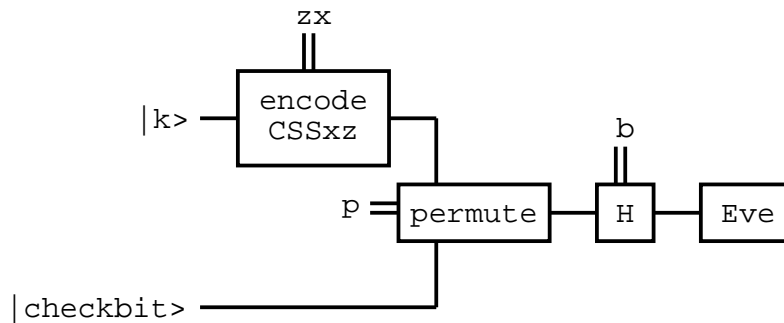 zx
encode
CSSxz
|k>
b
p
permute
H
Eve
|checkbit>